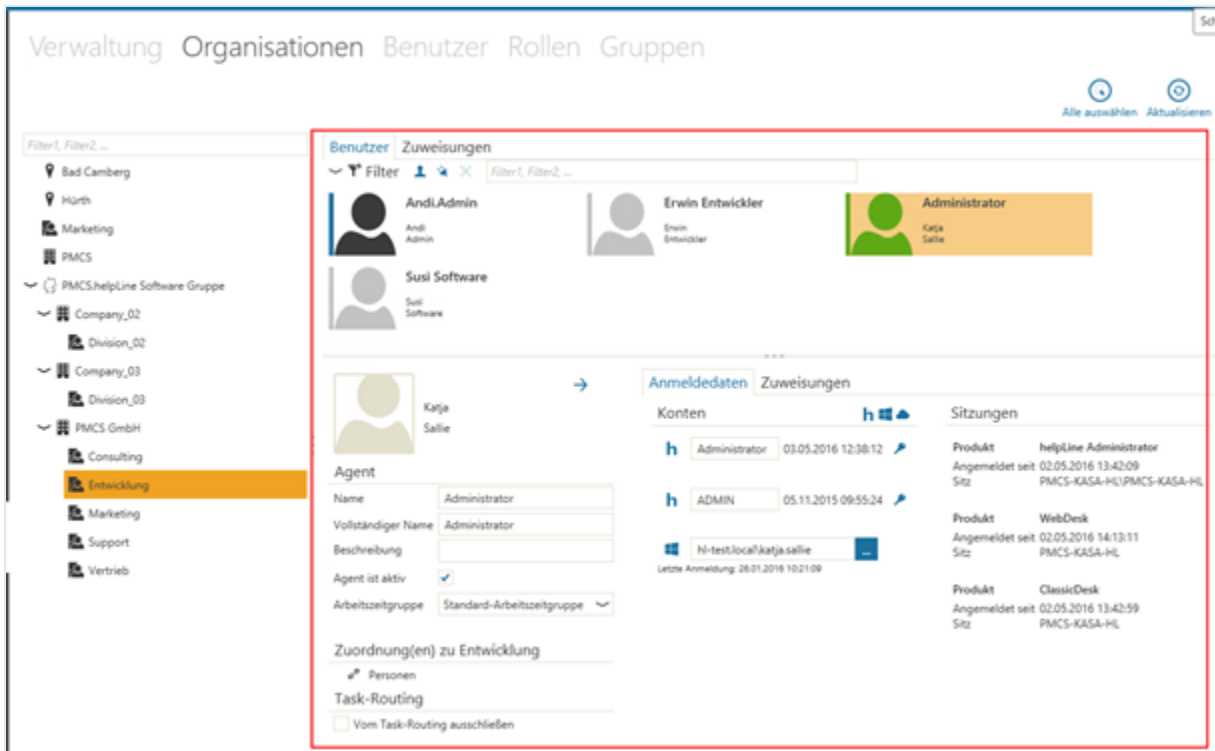 Sch
Verwaltung Organisationen Benutzer Rollen Gruppen
Alle auswählen Aktualisieren
Filter1, Filter2, ...
Bad Camberg
Hürth
Marketing
PMCS
PMCS.helpLine Software Gruppe
Company_02
Division_02
Company_03
Division_03
PMCS GmbH
Consulting
Entwicklung
Marketing
Support
Vertrieb
Benutzer Zuweisungen
Filter Filter1, Filter2, ...
Andi.Admin
Andi
Admin
Erwin Entwickler
Erwin
Entwickler
Administrator
Katja
Sallie
Susi Software
Susi
Software
Katja
Sallie
Agent
Name Administrator
Vollständiger Name Administrator
Beschreibung
Agent ist aktiv
Arbeitszeitgruppe Standard-Arbeitszeitgruppe
Zuordnung(en) zu Entwicklung
Personen
Task-Routing
Vom Task-Routing ausschließen
Anmeldedaten Zuweisungen
Konten
h Administrator 03.05.2016 12:38:12
h ADMIN 05.11.2015 09:55:24
hl-test.local\katja.sallie ...
Letzte Anmeldung: 26.01.2016 10:21:09
Sitzungen
Produkt helpLine Administrator
Angemeldet seit 02.05.2016 13:42:09
Sitz PMCS-KASA-HL\PMCS-KASA-HL
Produkt WebDesk
Angemeldet seit 02.05.2016 14:13:11
Sitz PMCS-KASA-HL
Produkt ClassicDesk
Angemeldet seit 02.05.2016 13:42:59
Sitz PMCS-KASA-HL